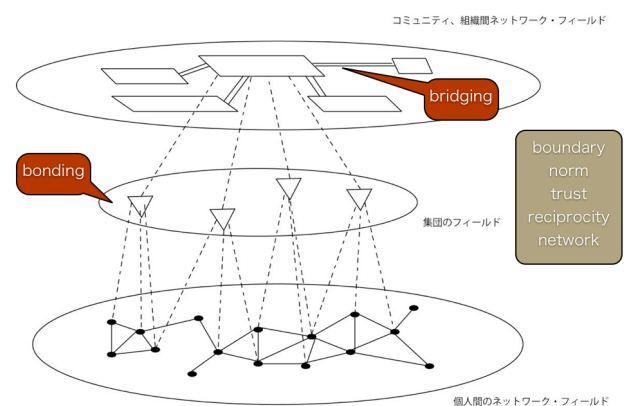 コミュニティ、組織間ネットワーク・フィールド
bridging
boundary
norm
trust
reciprocity
network
bonding
集団のフィールド
個人間のネットワーク・フィールド